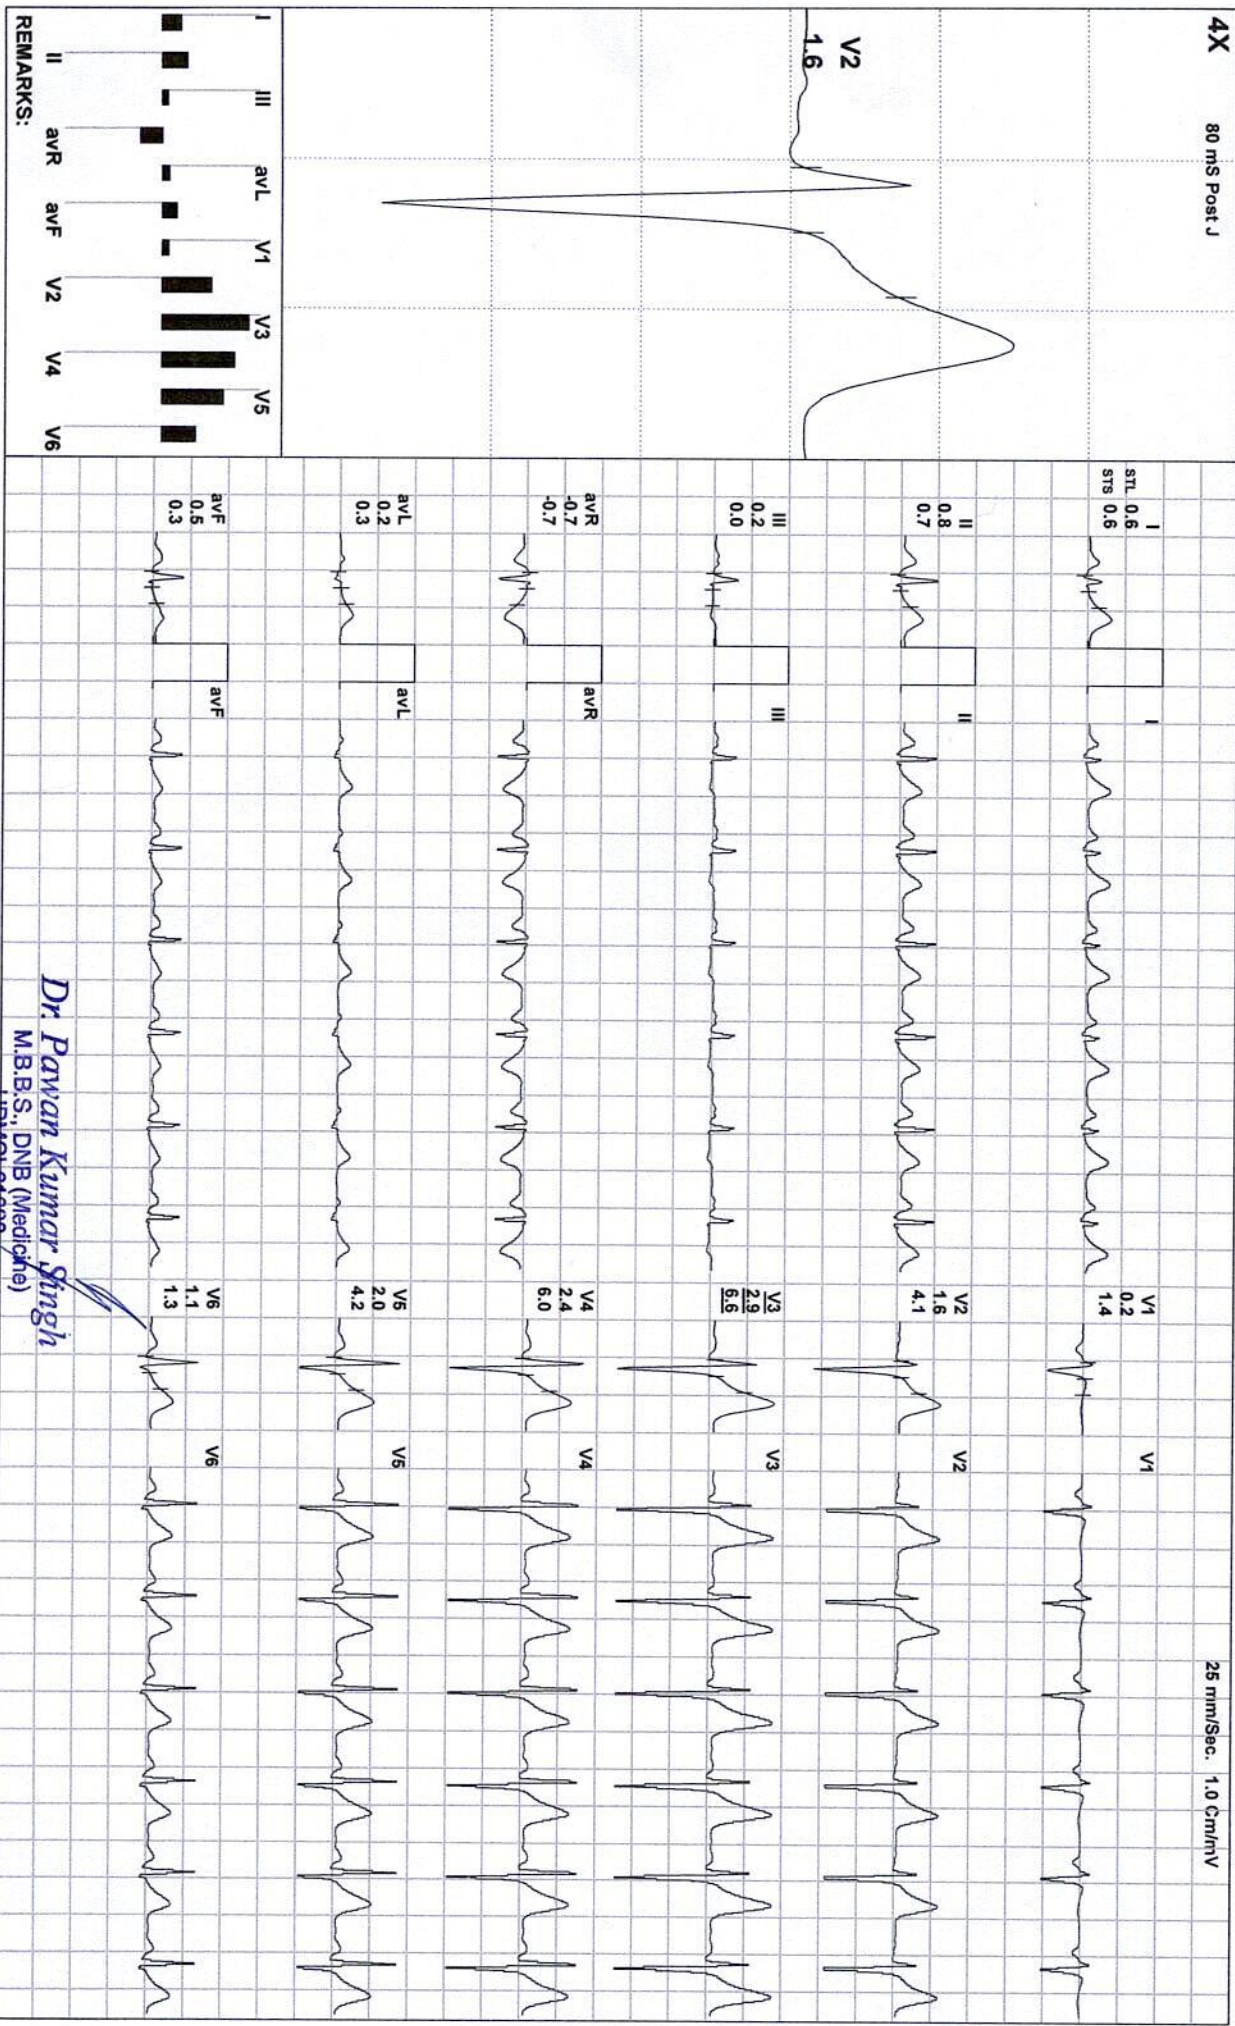 4X
80 mS Post J
25 mm/Sec. 1.0 Cm/mV
V2
1.6
I
STL 0.6
STS 0.6
I
V1
0.2
1.4
V1
II
0.8
0.7
II
V2
1.6
4.1
V2
III
0.2
0.0
III
V3
2.9
6.6
V3
avR
-0.7
-0.7
avR
V4
2.4
6.0
V4
avL
0.2
0.3
avL
V5
2.0
4.2
V5
avF
0.5
0.3
avF
V6
1.1
1.3
V6
I III avL V1 V3 V5
II avR avF V2 V4 V6
REMARKS:
Dr. Pawan Kumar Singh
M.B.B.S., DNB (Medicine)